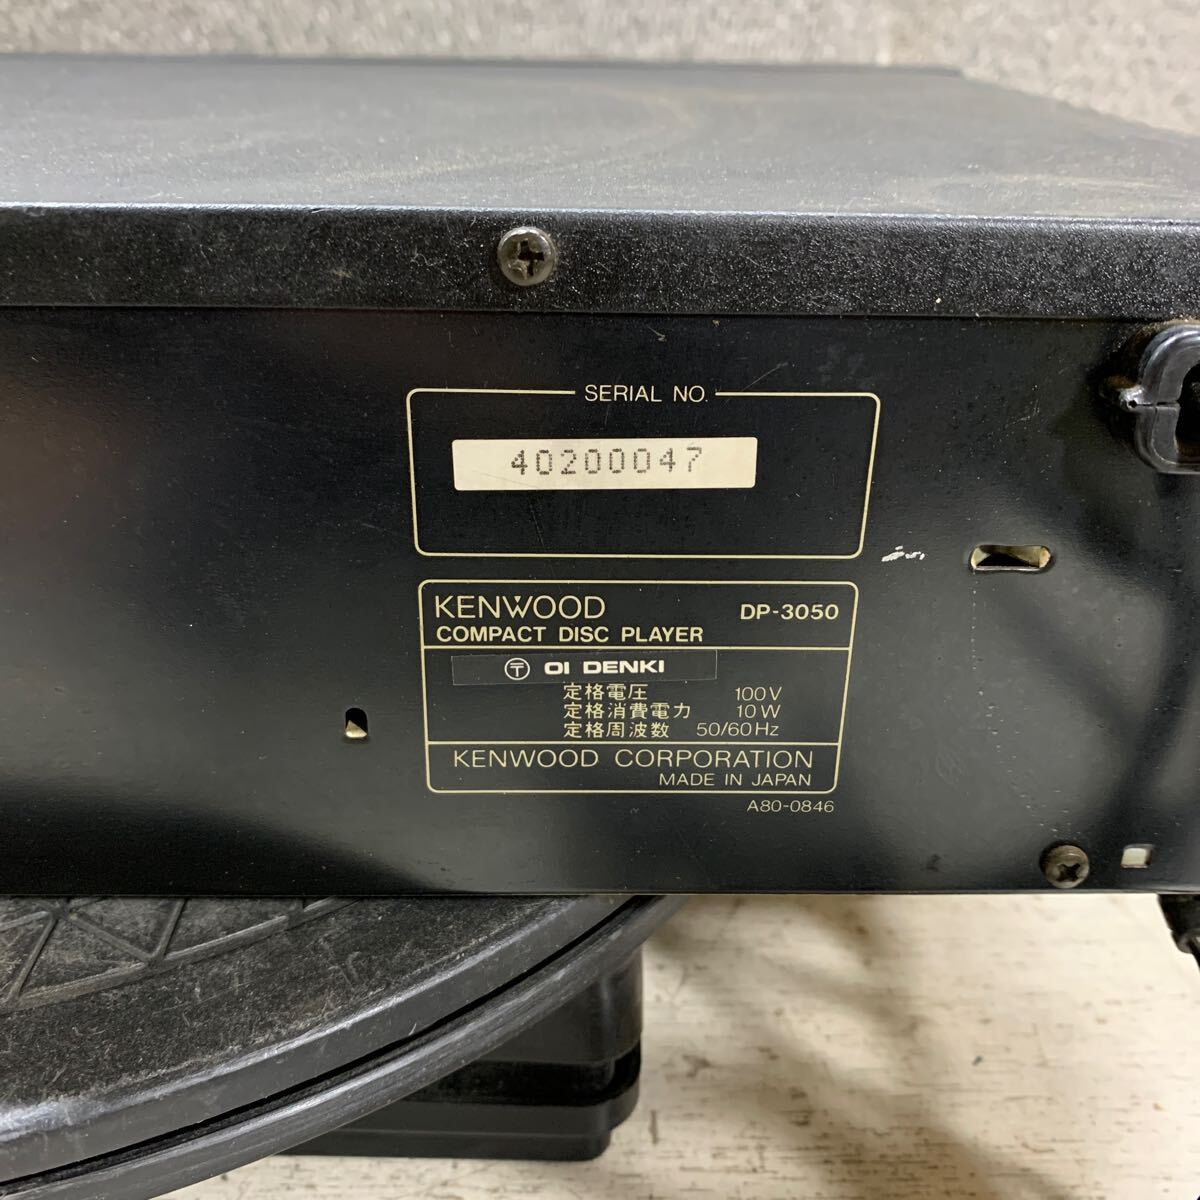 SERIAL NO.
40200047
KENWOOD DP-3050
COMPACT DISC PLAYER
〒 OI DENKI
定格電圧 100V
定格消費電力 10W
定格周波数 50/60Hz
KENWOOD CORPORATION
MADE IN JAPAN
A80-0846